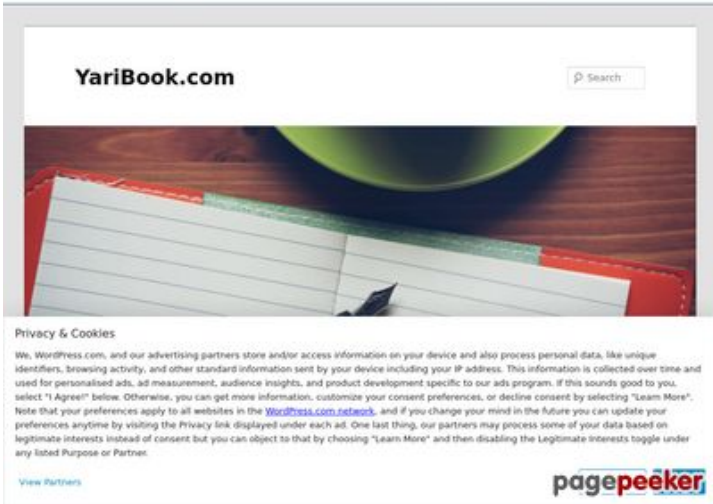 YariBook.com
Search
Privacy & Cookies
We, WordPress.com, and our advertising partners store and/or access information on your device and also process personal data, like unique
identifiers, browsing activity, and other standard information sent by your device including your IP address. This information is collected over time and
used for personalised ads, ad measurement, audience insights, and product development specific to our ads program. If this sounds good to you,
select "I Agree!" below. Otherwise, you can get more information, customize your consent preferences, or decline consent by selecting "Learn More".
Note that your preferences apply to all websites in the WordPress.com network, and if you change your mind in the future you can update your
preferences anytime by visiting the Privacy link displayed under each ad. One last thing, our partners may process some of your data based on
legitimate interests instead of consent but you can object to that by choosing "Learn More" and then disabling the Legitimate Interests toggle under
any listed Purpose or Partner.
View Partners
pagepeeker